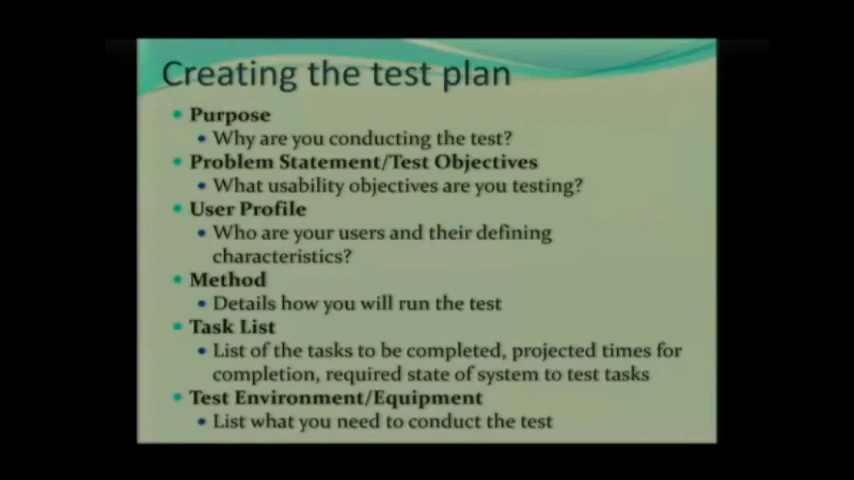 Creating the test plan
• Purpose
• Why are you conducting the test?
• Problem Statement/Test Objectives
• What usability objectives are you testing?
• User Profile
• Who are your users and their defining
characteristics?
• Method
• Details how you will run the test
• Task List
• List of the tasks to be completed, projected times for
completion, required state of system to test tasks
• Test Environment/Equipment
• List what you need to conduct the test